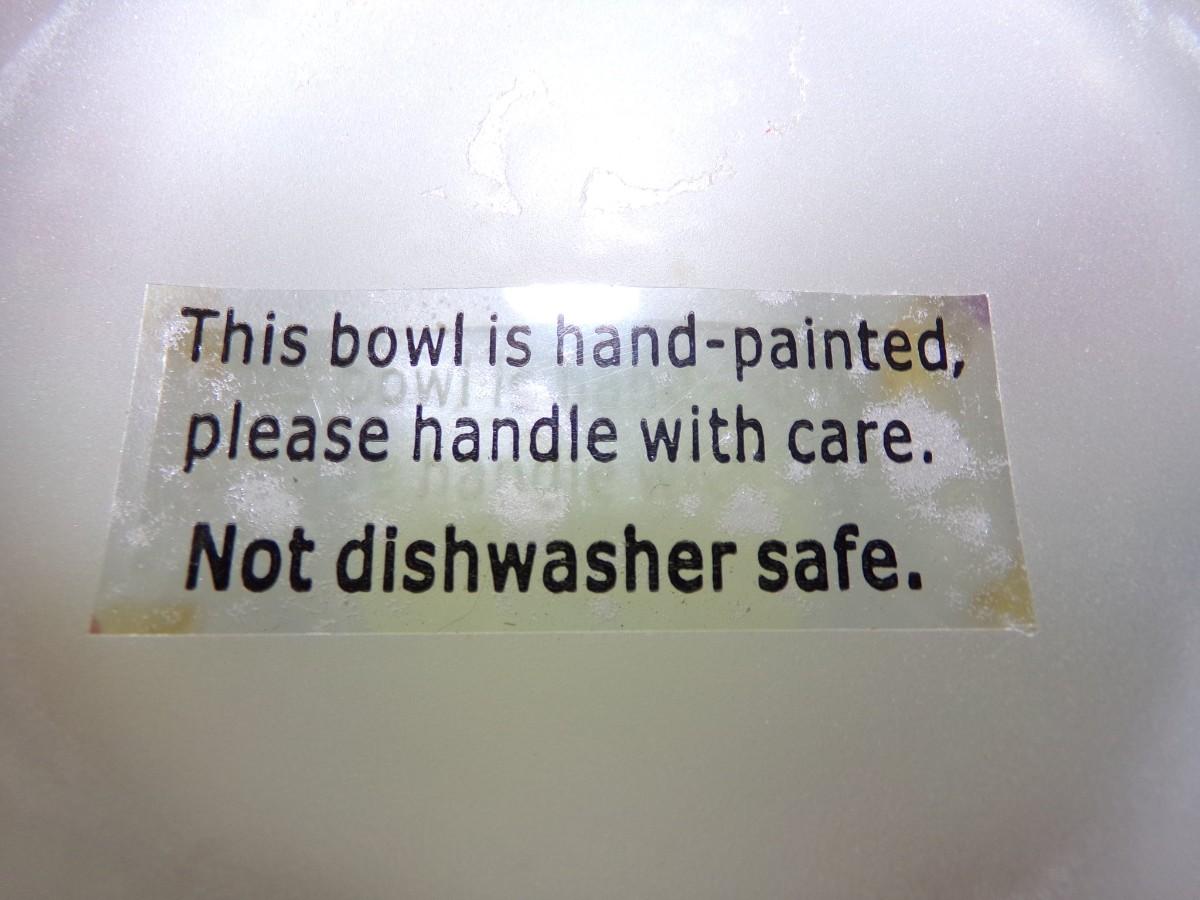 This bowl is hand-painted,
please handle with care.
Not dishwasher safe.